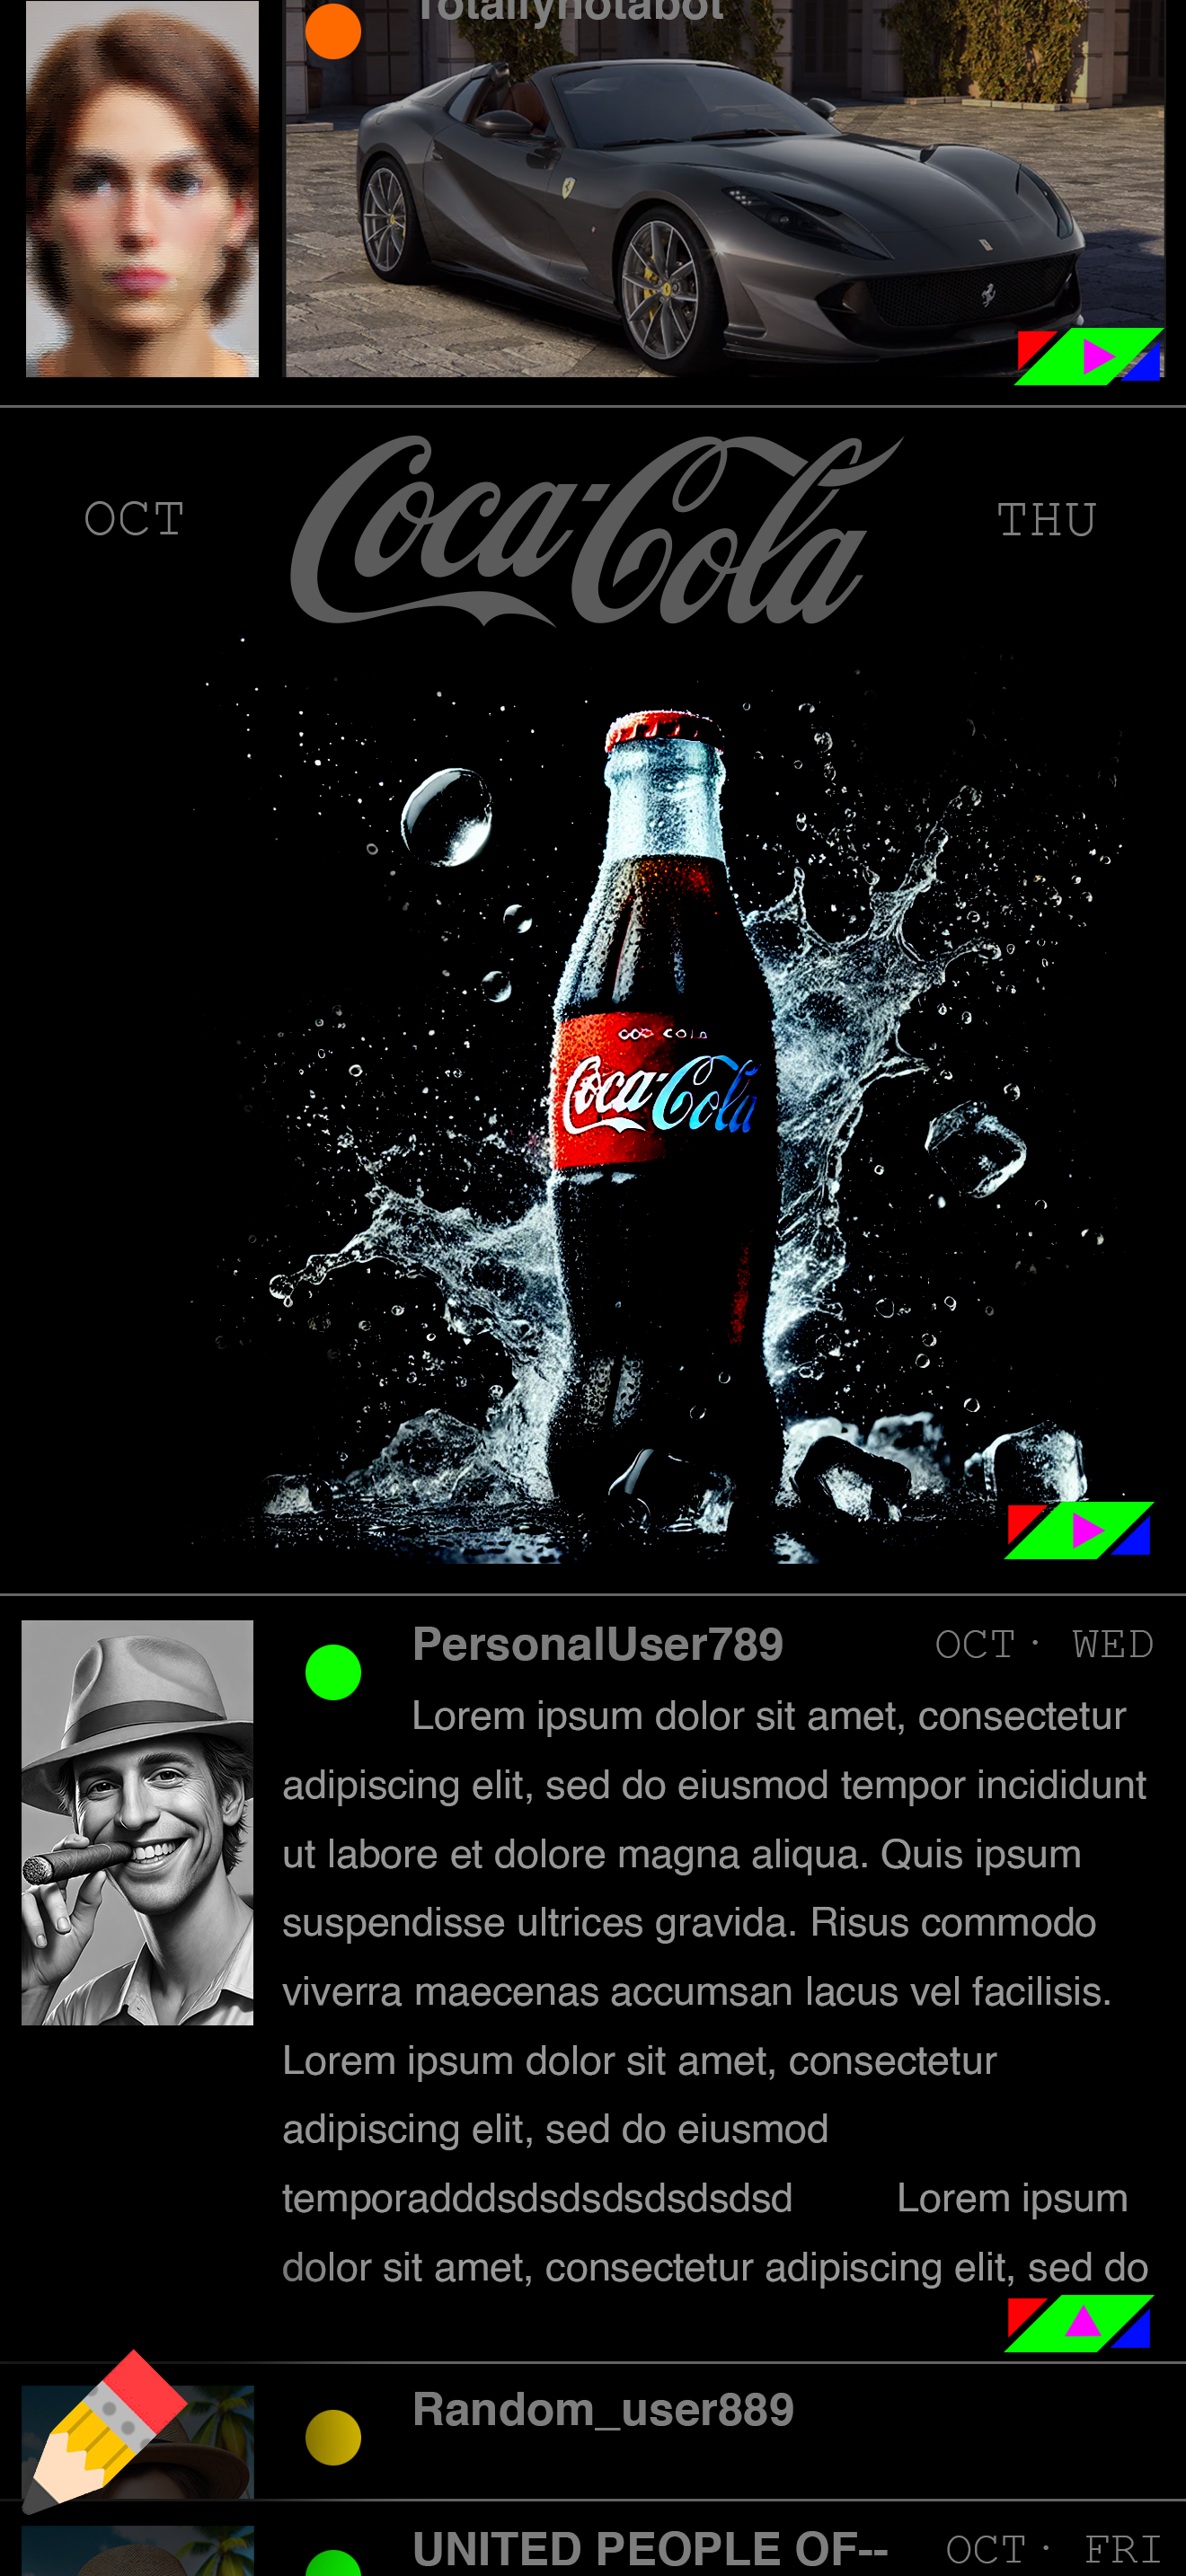 Totallynotabot
OCT
Coca-Cola
THU
Coca-Cola
PersonalUser789
OCT· WED
Lorem ipsum dolor sit amet, consectetur
adipiscing elit, sed do eiusmod tempor incididunt
ut labore et dolore magna aliqua. Quis ipsum
suspendisse ultrices gravida. Risus commodo
viverra maecenas accumsan lacus vel facilisis.
Lorem ipsum dolor sit amet, consectetur
adipiscing elit, sed do eiusmod
temporadddsdsdsdsdsdsdsd Lorem ipsum
dolor sit amet, consectetur adipiscing elit, sed do
Random_user889
UNITED PEOPLE OF--
OCT· FRI